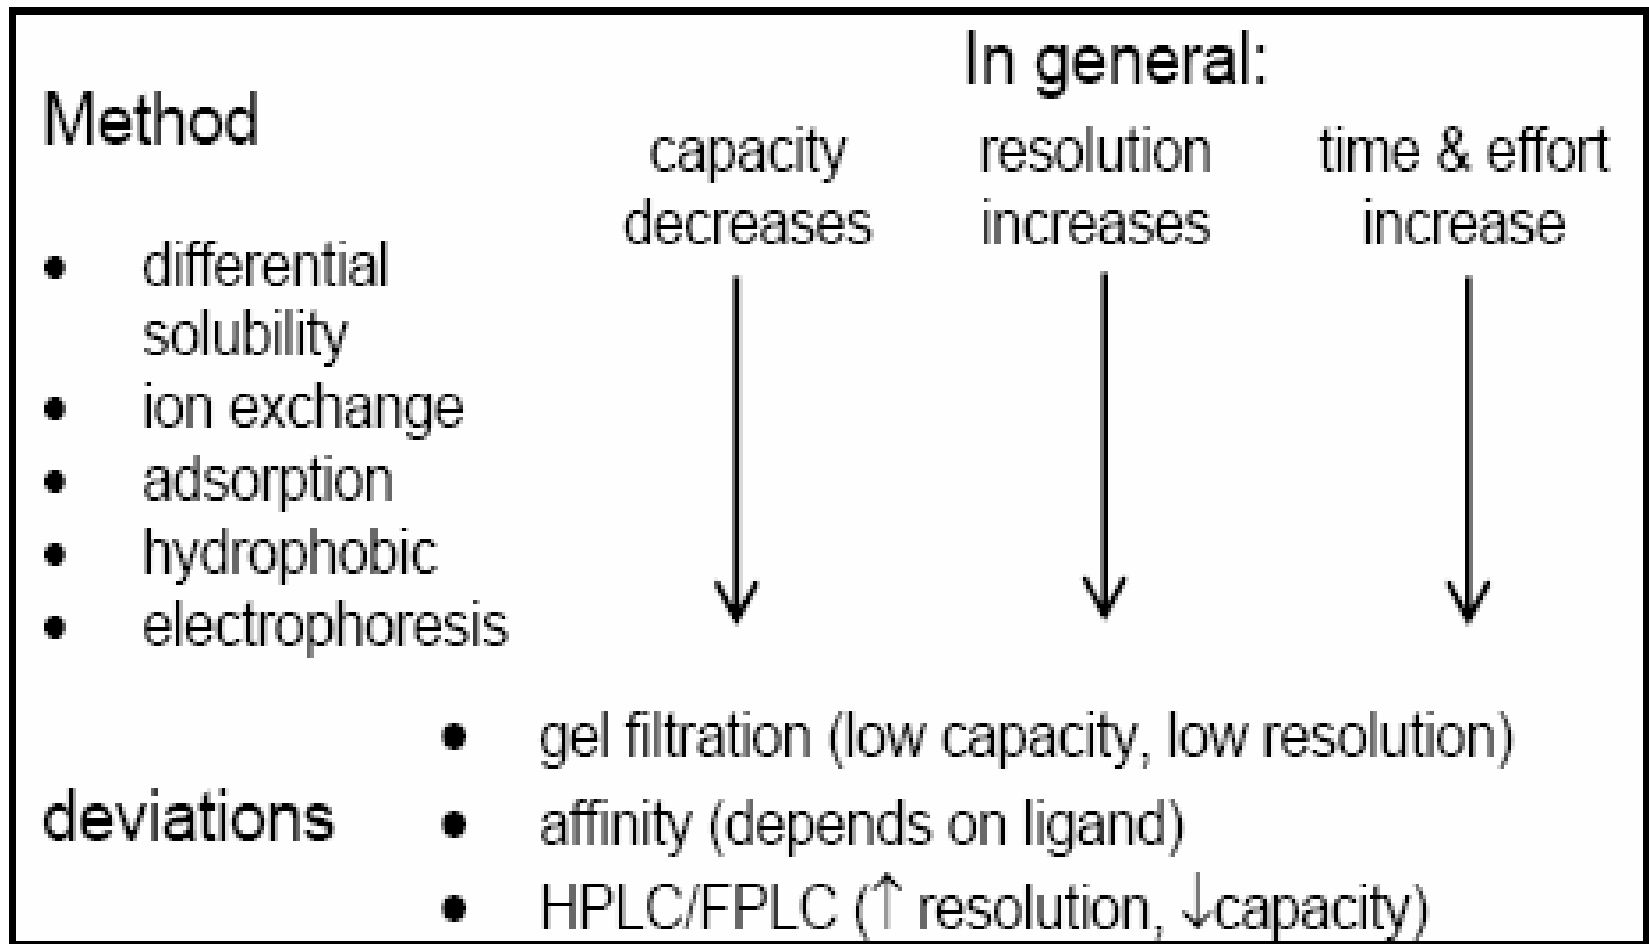 In general:
Method
capacity decreases
resolution increases
time & effort increase
• differential
solubility
• ion exchange
• adsorption
• hydrophobic
• electrophoresis
deviations
• gel filtration (low capacity, low resolution)
• affinity (depends on ligand)
• HPLC/FPLC (↑ resolution, ↓capacity)